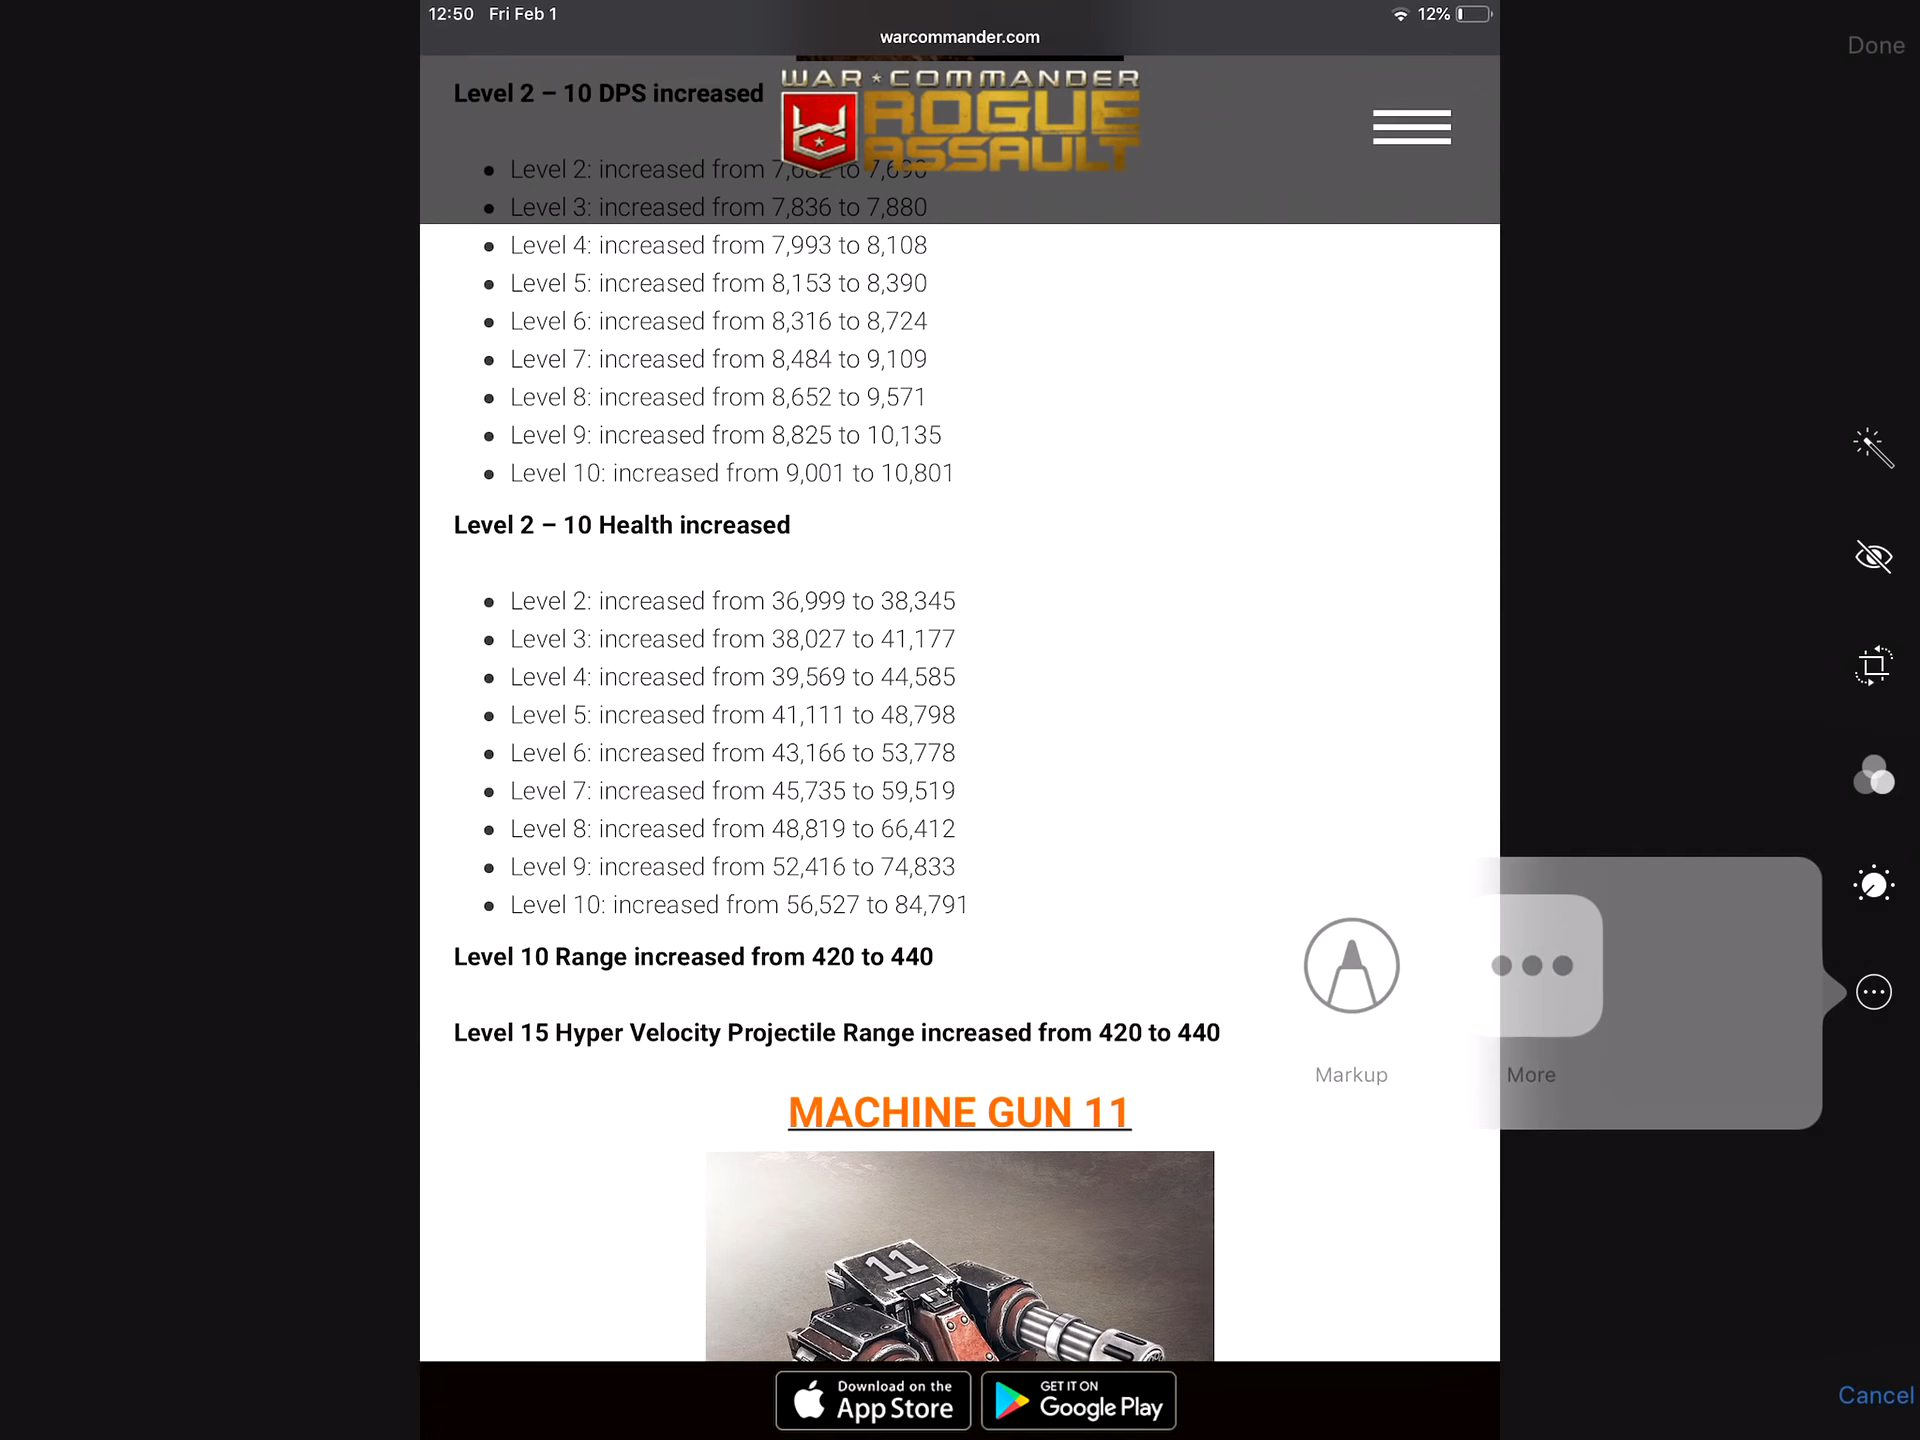 12:50 Fri Feb 1
12%
warcommander.com
Done
WAR COMMANDER
ROGUE
ASSAULT
Level 2 – 10 DPS increased
Level 2: increased from 7,682 to 7,690
Level 3: increased from 7,836 to 7,880
Level 4: increased from 7,993 to 8,108
Level 5: increased from 8,153 to 8,390
Level 6: increased from 8,316 to 8,724
Level 7: increased from 8,484 to 9,109
Level 8: increased from 8,652 to 9,571
Level 9: increased from 8,825 to 10,135
Level 10: increased from 9,001 to 10,801
Level 2 – 10 Health increased
Level 2: increased from 36,999 to 38,345
Level 3: increased from 38,027 to 41,177
Level 4: increased from 39,569 to 44,585
Level 5: increased from 41,111 to 48,798
Level 6: increased from 43,166 to 53,778
Level 7: increased from 45,735 to 59,519
Level 8: increased from 48,819 to 66,412
Level 9: increased from 52,416 to 74,833
Level 10: increased from 56,527 to 84,791
Level 10 Range increased from 420 to 440
Level 15 Hyper Velocity Projectile Range increased from 420 to 440
Markup
More
MACHINE GUN 11
11
Download on the
App Store
GET IT ON
Google Play
Cancel